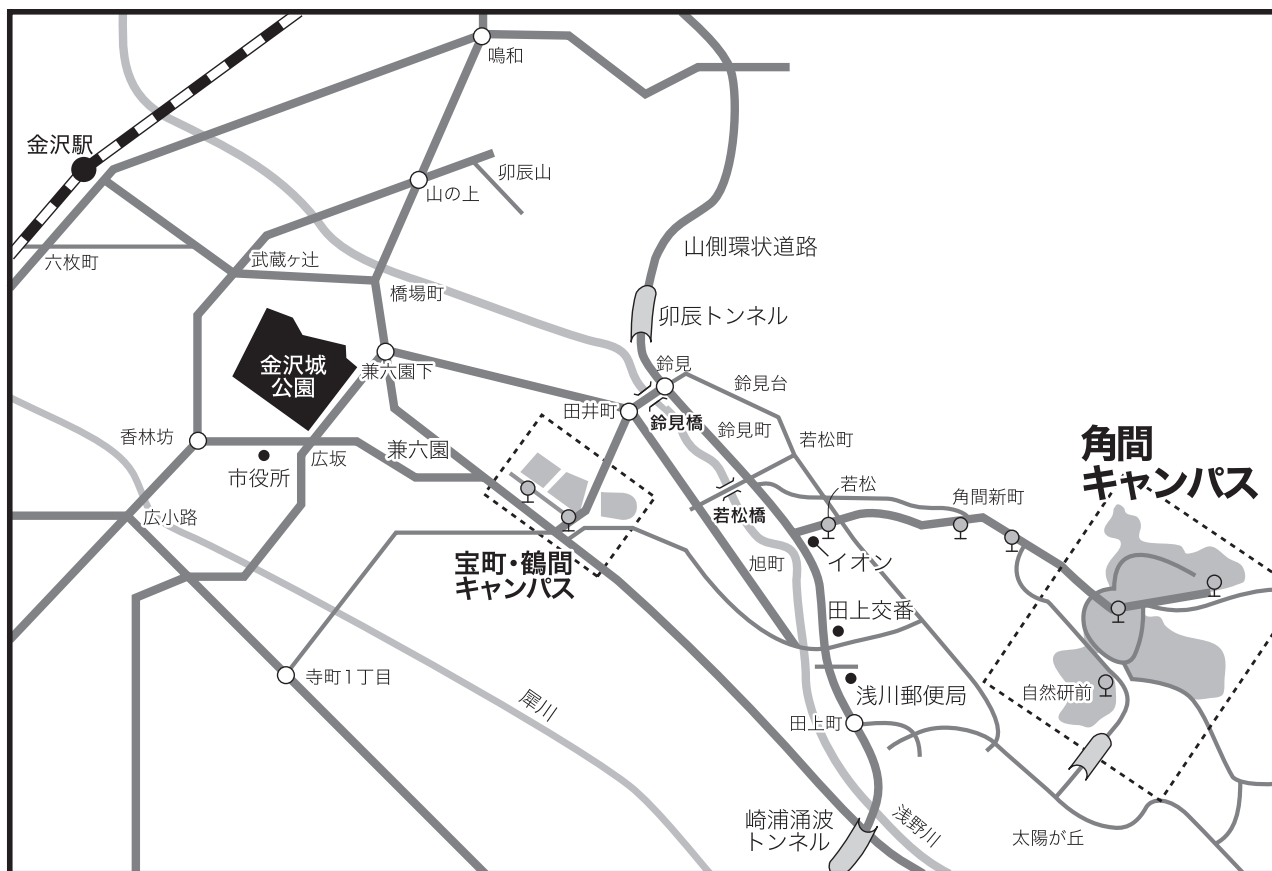 鳴和
金沢駅
卯辰山
山の上
山側環状道路
六枚町
武蔵ヶ辻
橋場町
卯辰トンネル
金沢城
公園
兼六園下
鈴見
鈴見台
田井町
鈴見橋
鈴見町
若松町
香林坊
市役所
広坂
兼六園
角間
キャンパス
若松
角間新町
広小路
若松橋
宝町・鶴間
キャンパス
旭町
イオン
田上交番
寺町1丁目
犀川
浅川郵便局
自然研前
田上町
崎浦涌波
トンネル
浅野川
太陽が丘